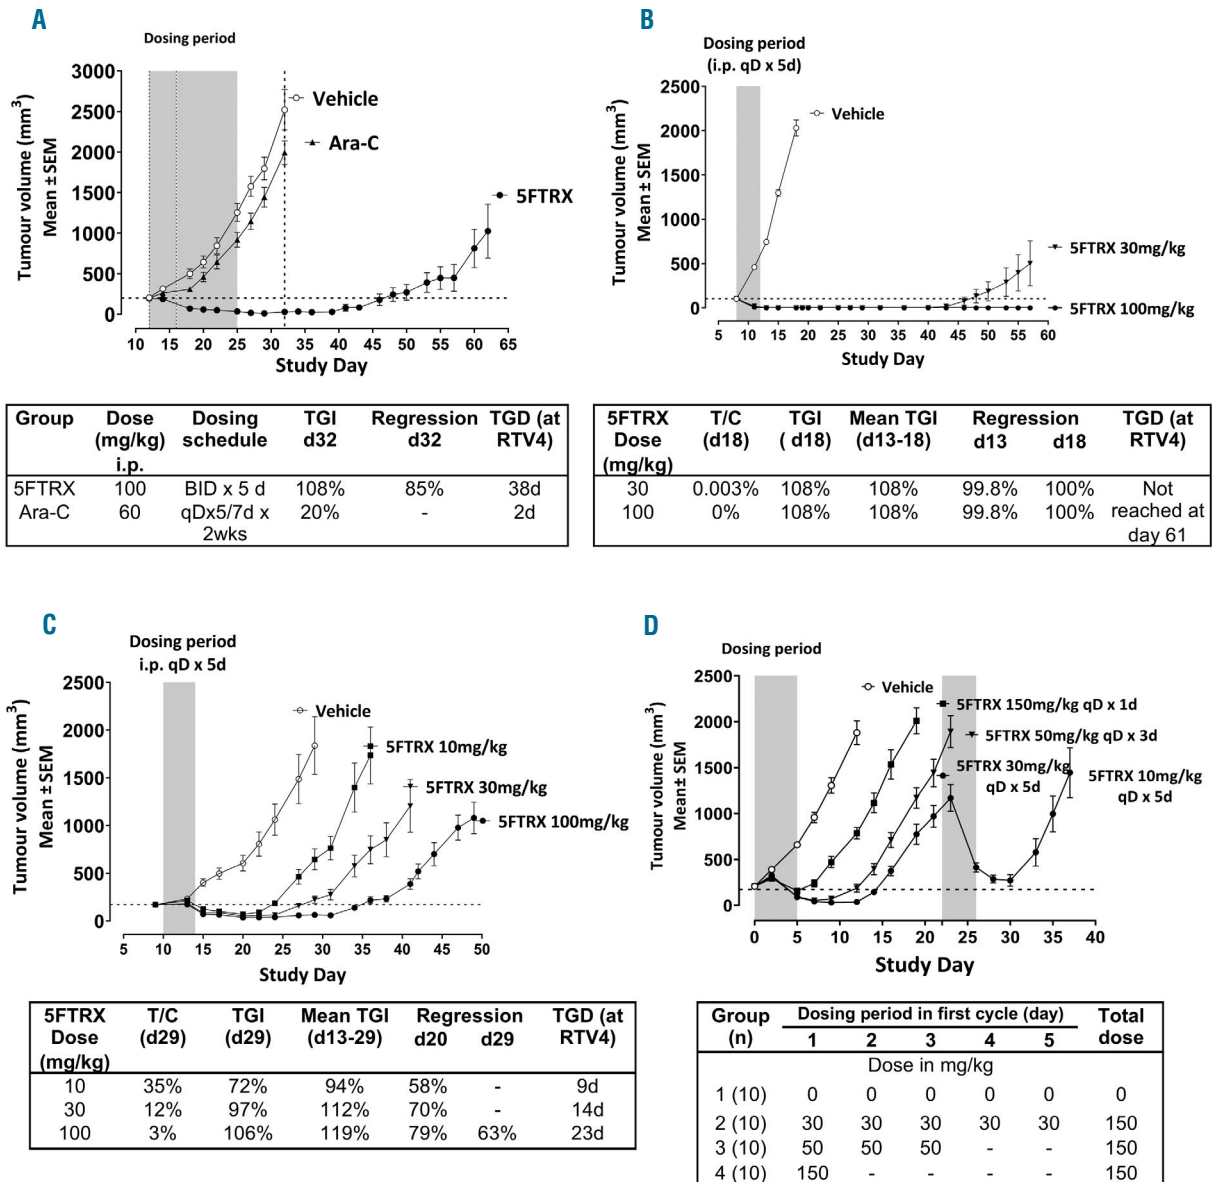 A
Dosing period
3000
2500
2000
1500
1000
500
0
Tumour volume (mm3)
Mean ± SEM
Vehicle
Ara-C
5FTRX
10 15 20 25 30 35 40 45 50 55 60 65
Study Day
Group Dose (mg/kg) i.p. Dosing schedule TGI d32 Regression d32 TGD (at RTV4)
5FTRX 100 BID x 5 d 108% 85% 38d
Ara-C 60 qDx5/7d x 2wks 20% - 2d
B
Dosing period
(i.p. qD x 5d)
2500
2000
1500
1000
500
0
Tumour volume (mm3)
Mean ± SEM
Vehicle
5FTRX 30mg/kg
5FTRX 100mg/kg
5 10 15 20 25 30 35 40 45 50 55 60
Study Day
5FTRX Dose (mg/kg) T/C (d18) TGI ( d18) Mean TGI (d13-18) Regression d13 d18 TGD (at RTV4)
30 0.003% 108% 108% 99.8% 100% Not
100 0% 108% 108% 99.8% 100% reached at
day 61
C
Dosing period
i.p. qD x 5d
2500
2000
1500
1000
500
0
Tumour volume (mm3)
Mean ± SEM
Vehicle
5FTRX 10mg/kg
5FTRX 30mg/kg
5FTRX 100mg/kg
5 10 15 20 25 30 35 40 45 50
Study Day
5FTRX Dose (mg/kg) T/C (d29) TGI (d29) Mean TGI (d13-29) Regression d20 d29 TGD (at RTV4)
10 35% 72% 94% 58% - 9d
30 12% 97% 112% 70% - 14d
100 3% 106% 119% 79% 63% 23d
D
Dosing period
2500
2000
1500
1000
500
0
Tumour volume (mm3)
Mean± SEM
Vehicle
5FTRX 150mg/kg qD x 1d
5FTRX 50mg/kg qD x 3d
5FTRX 30mg/kg
qD x 5d
5FTRX 10mg/kg
qD x 5d
0 5 10 15 20 25 30 35 40
Study Day
Group (n) Dosing period in first cycle (day) Total dose
1 2 3 4 5
Dose in mg/kg
1 (10) 0 0 0 0 0 0
2 (10) 30 30 30 30 30 150
3 (10) 50 50 50 - - 150
4 (10) 150 - - - - 150